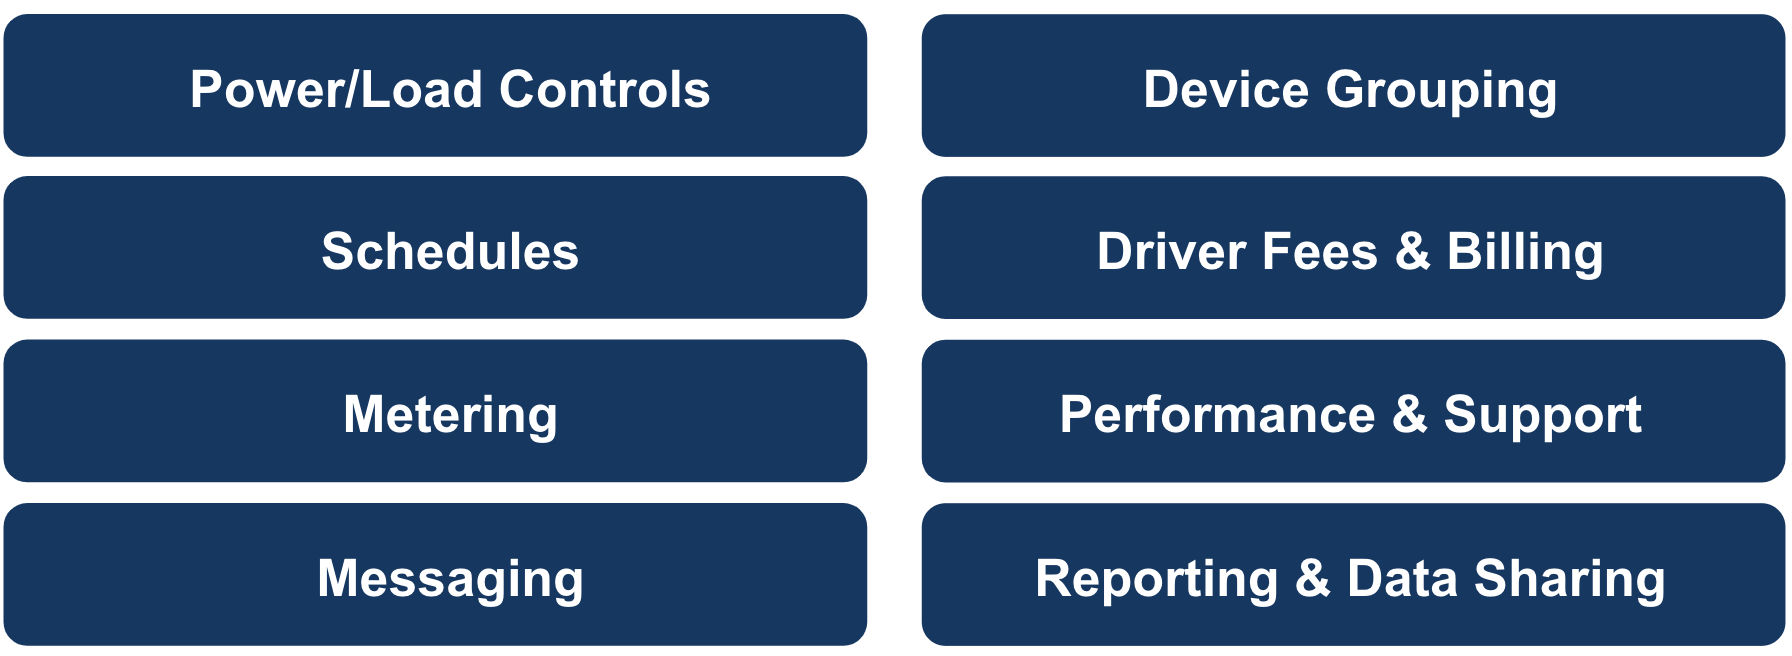 Power/Load Controls
Device Grouping
Schedules
Driver Fees & Billing
Metering
Performance & Support
Messaging
Reporting & Data Sharing